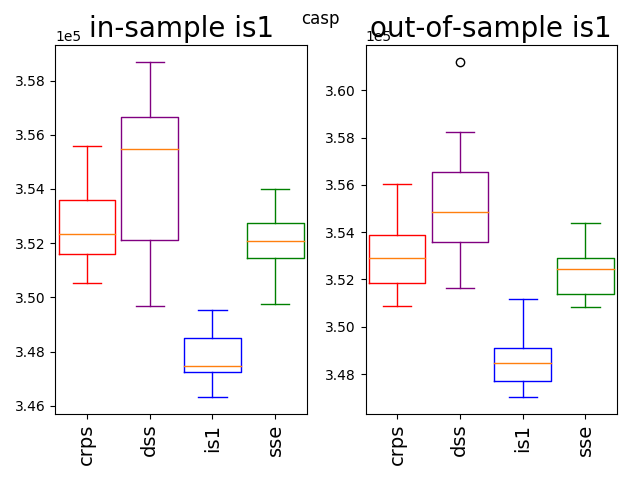 casp
in-sample is1
1e5
3.58
3.56
3.54
3.52
3.50
3.48
3.46
crps
dss
is1
sse
out-of-sample is1
1e5
3.60
3.58
3.56
3.54
3.52
3.50
3.48
crps
dss
is1
sse